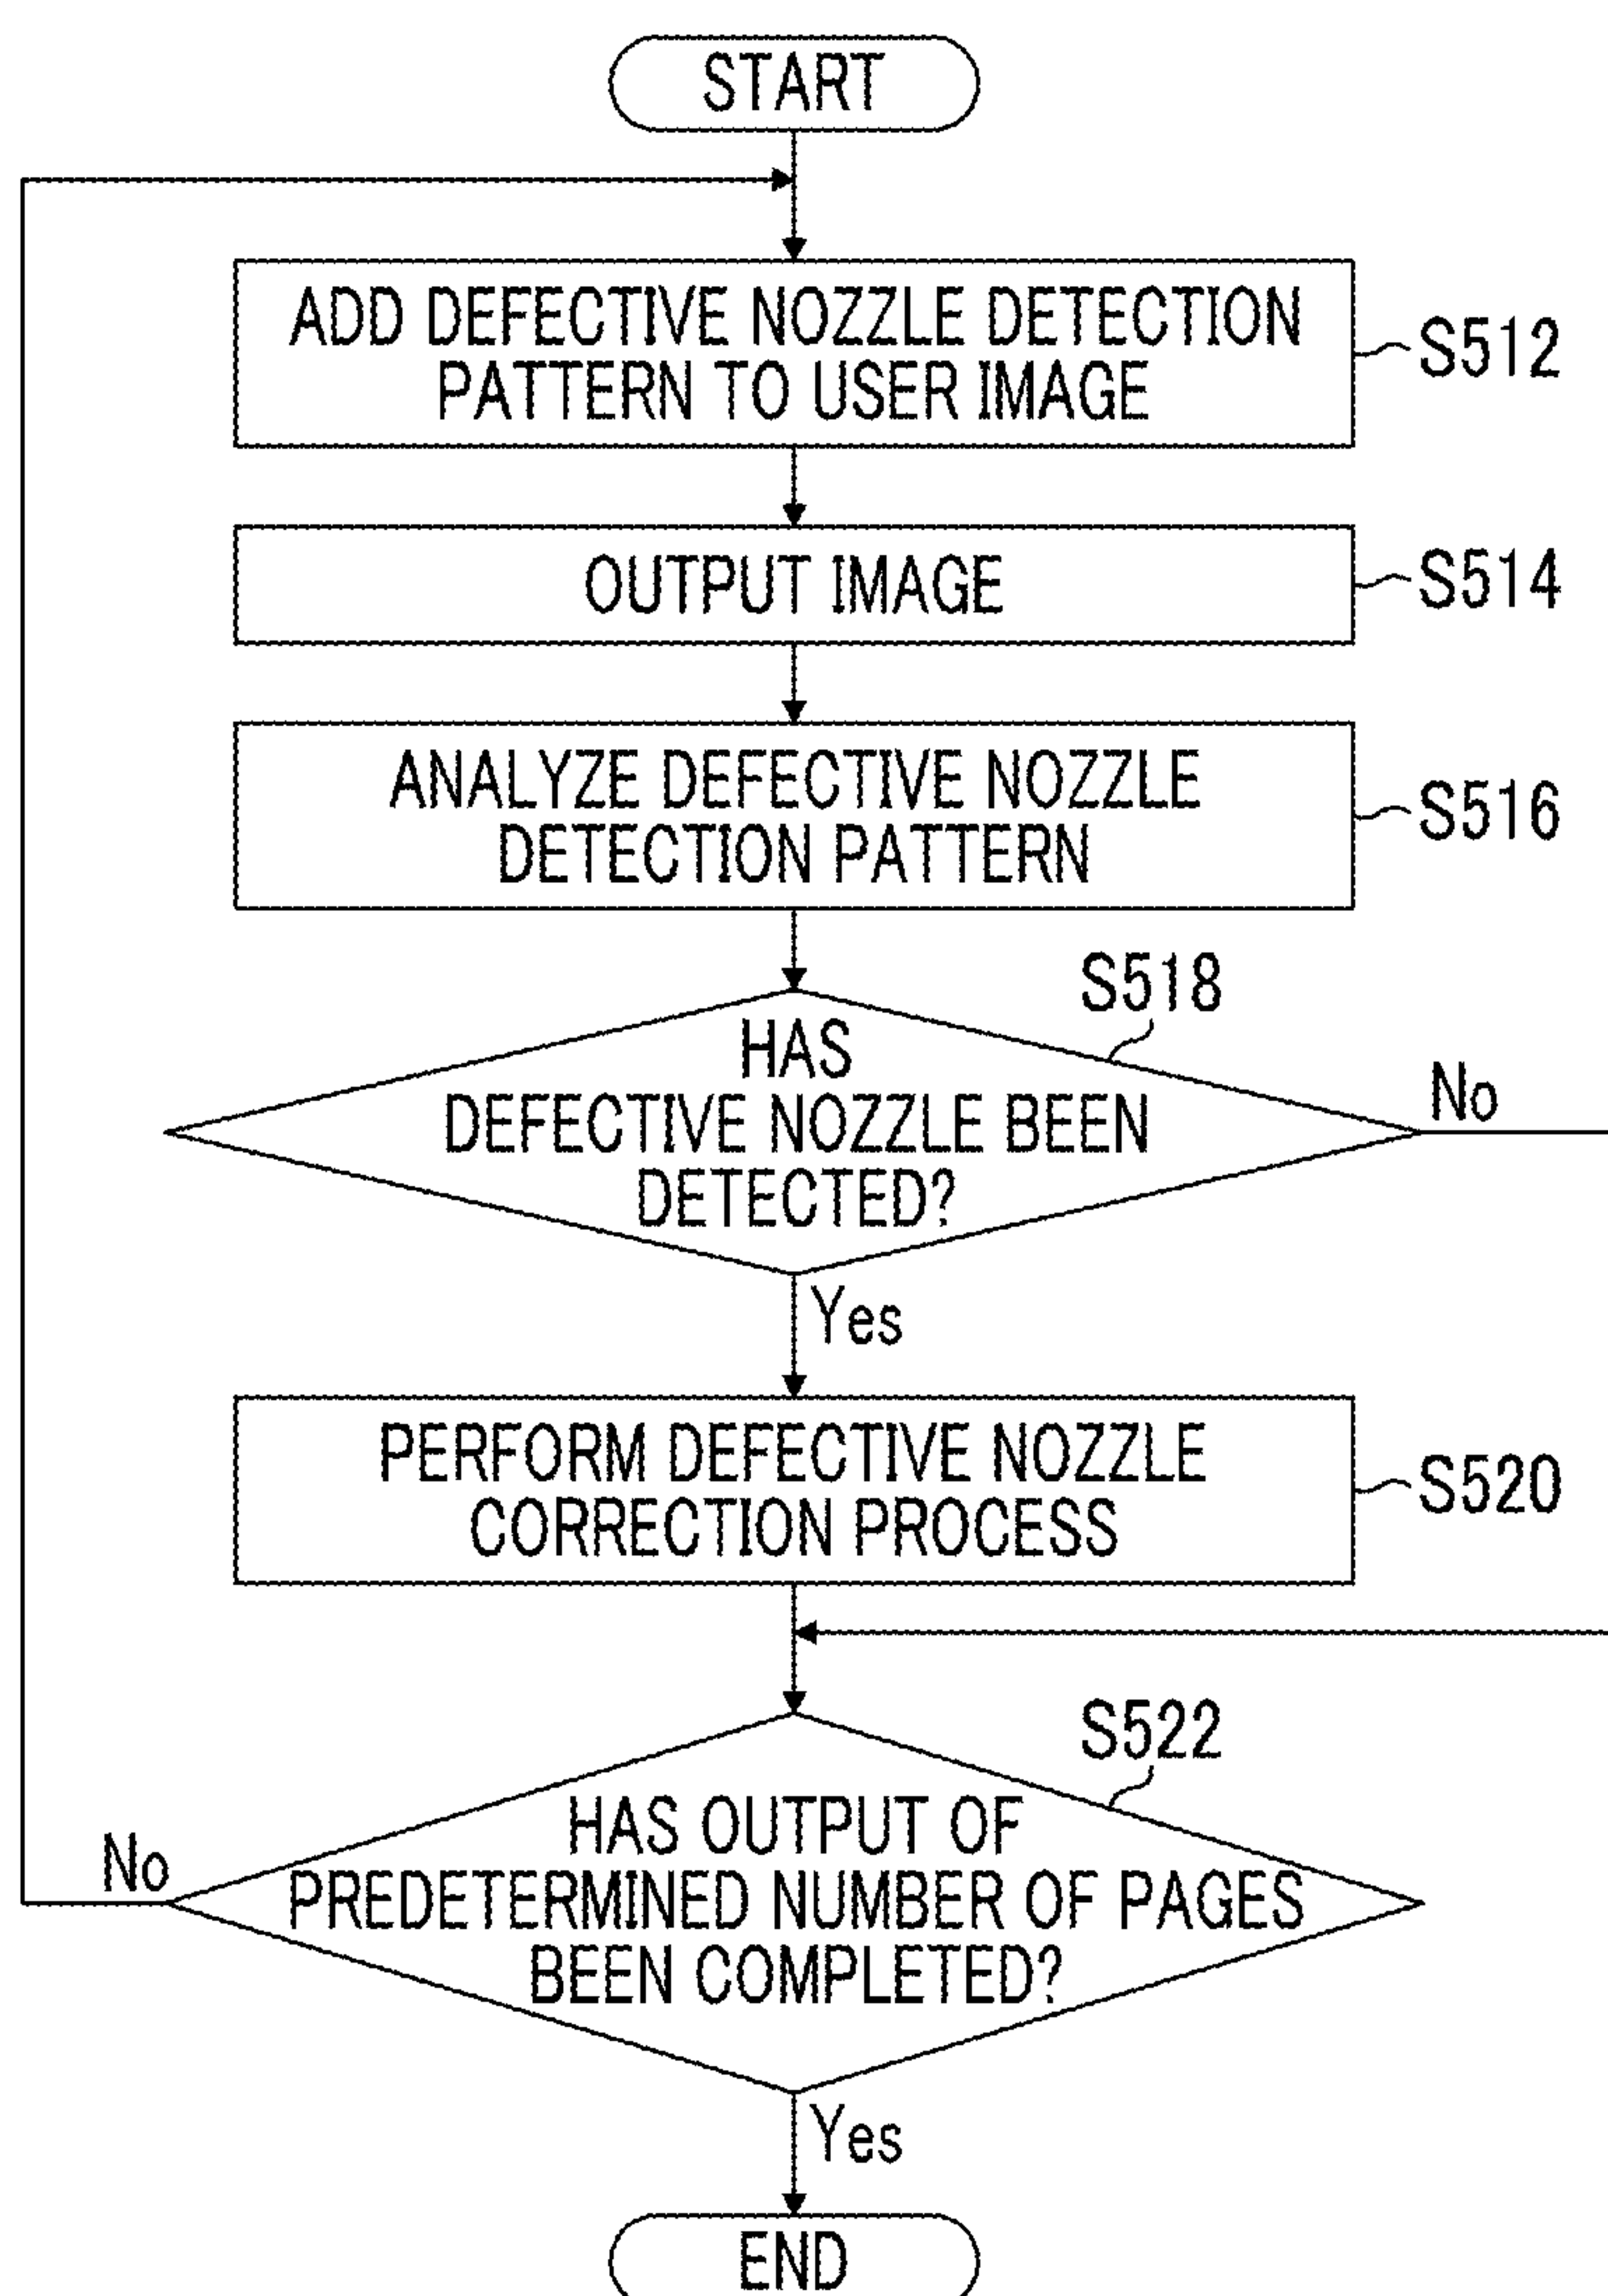 START
ADD DEFECTIVE NOZZLE DETECTION
PATTERN TO USER IMAGE
S512
OUTPUT IMAGE
S514
ANALYZE DEFECTIVE NOZZLE
DETECTION PATTERN
S516
S518
HAS
DEFECTIVE NOZZLE BEEN
DETECTED?
No
Yes
PERFORM DEFECTIVE NOZZLE
CORRECTION PROCESS
S520
S522
HAS OUTPUT OF
PREDETERMINED NUMBER OF PAGES
BEEN COMPLETED?
No
Yes
END